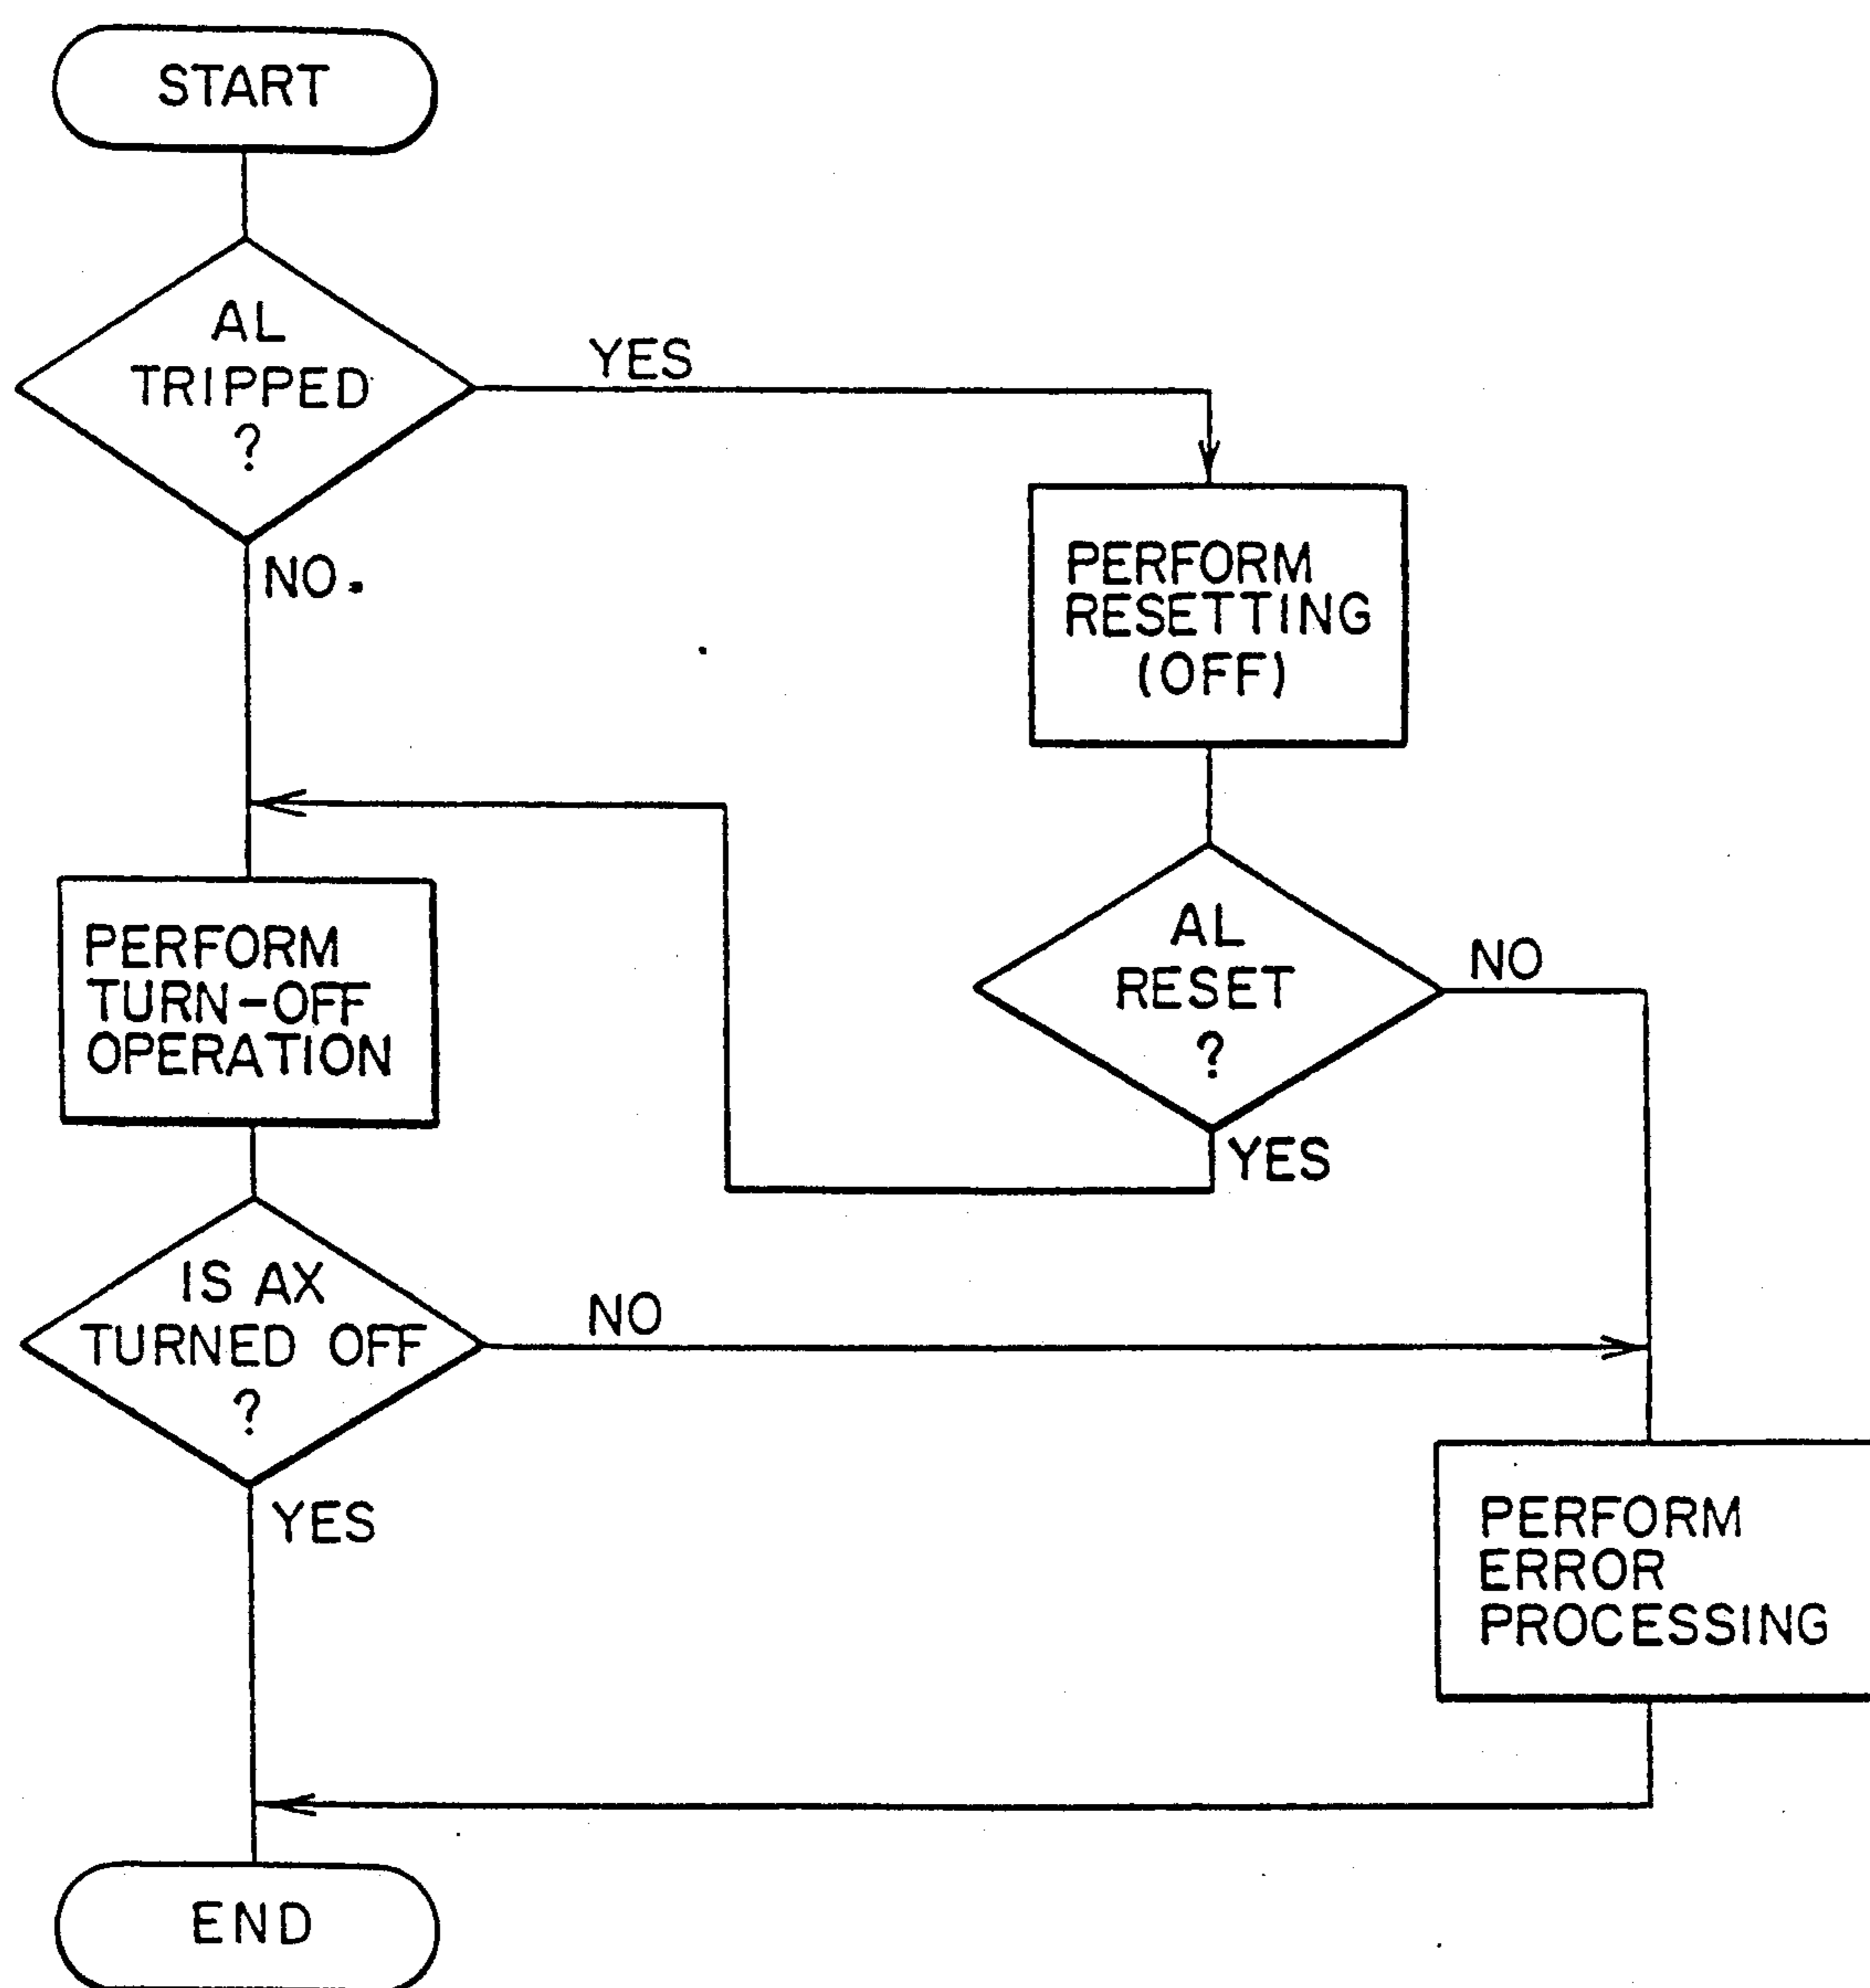 START
AL
TRIPPED
?
YES
NO.
PERFORM
RESETTING
(OFF)
PERFORM
TURN-OFF
OPERATION
AL
RESET
?
NO
YES
IS AX
TURNED OFF
?
NO
YES
PERFORM
ERROR
PROCESSING
END